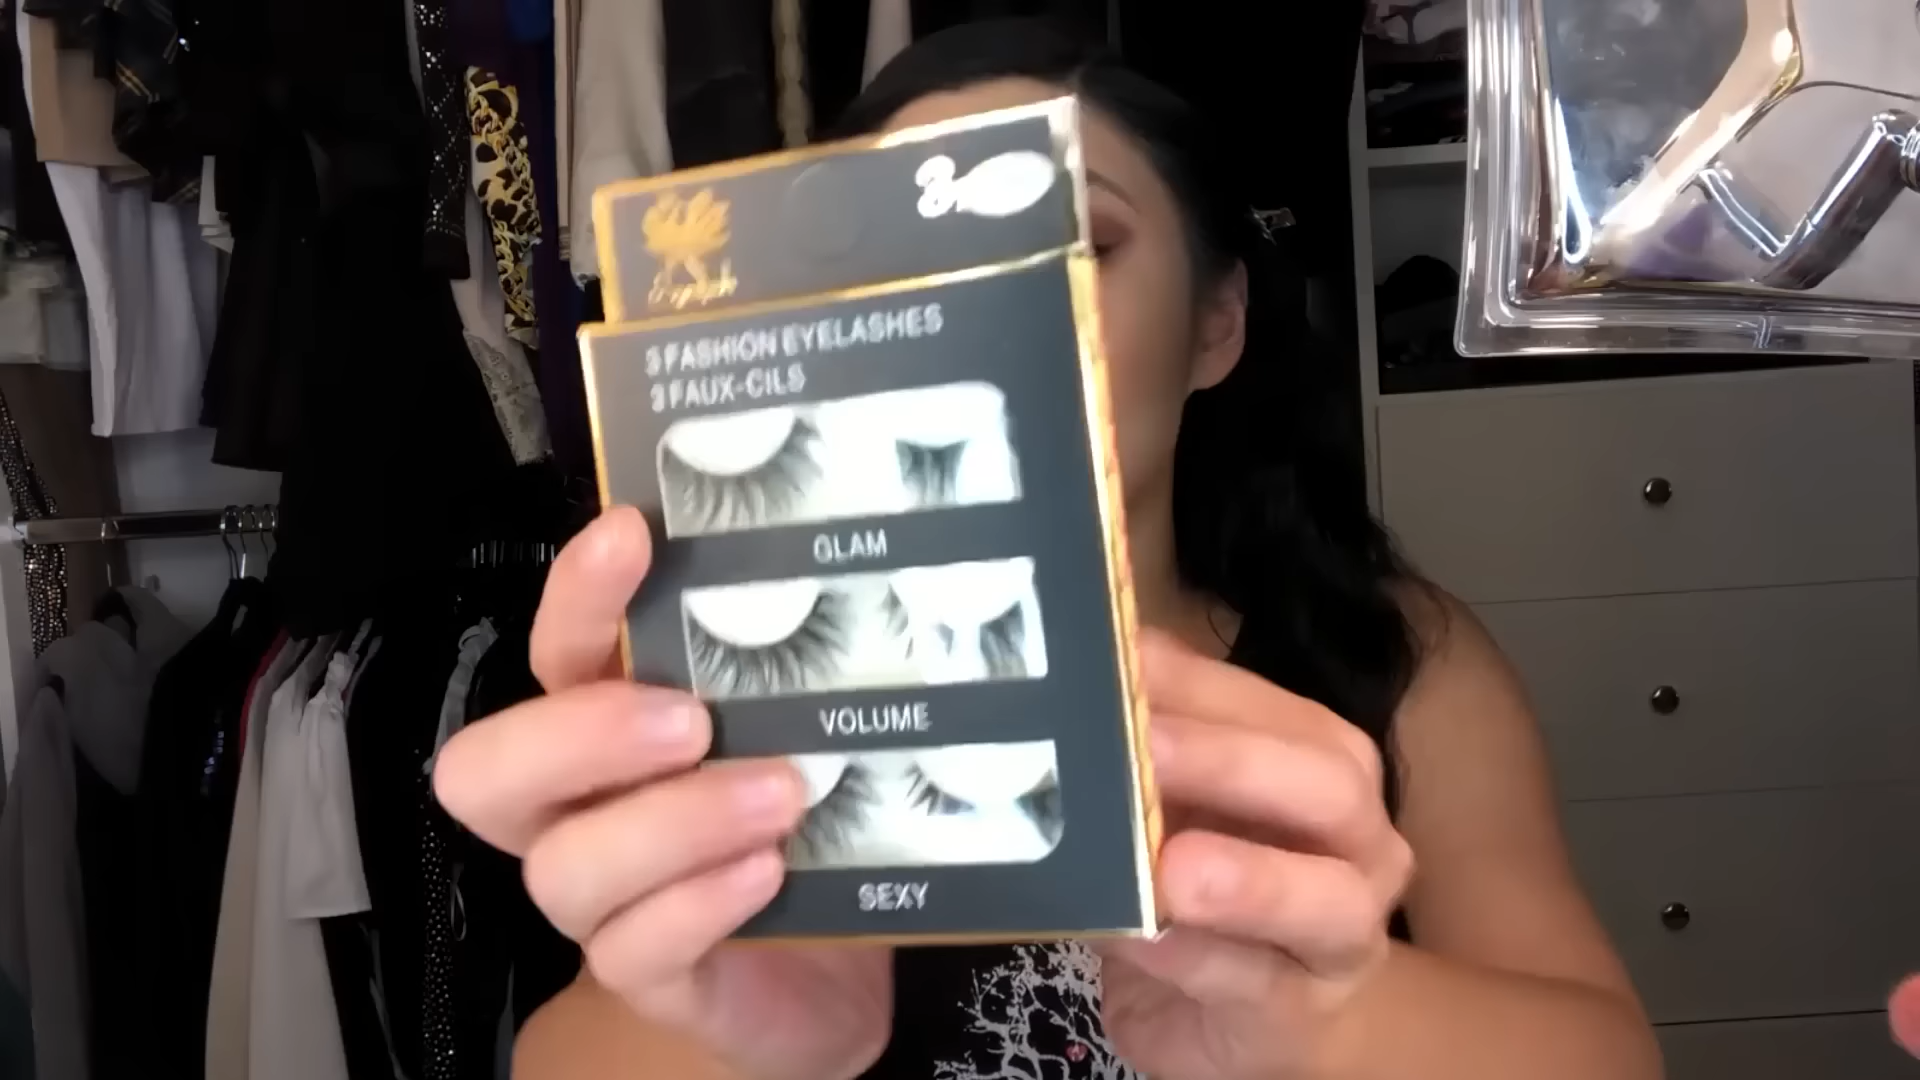 3 FASHION EYELASHES
3 FAUX-CILS
GLAM
VOLUME
SEXY